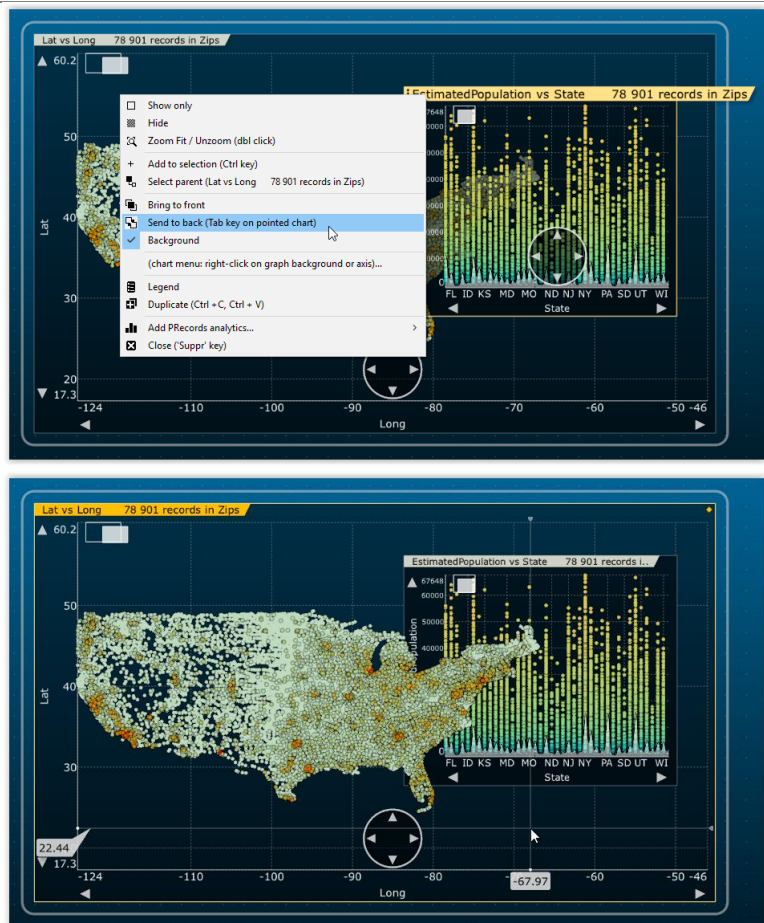 Lat vs Long 78 901 records in Zips
60.2
EstimatedPopulation vs State 78 901 records in Zips
Show only
Hide
Zoom Fit / Unzoom (dbl click)
Add to selection (Ctrl key)
Select parent (Lat vs Long 78 901 records in Zips)
Bring to front
Send to back (Tab key on pointed chart)
Background
(chart menu: right-click on graph background or axis)...
Legend
Duplicate (Ctrl +C, Ctrl + V)
Add PRecords analytics...
Close ('Suppr' key)
50
40
Lat
30
20
17.3
FL ID KS MD MO ND NJ NY PA SD UT WI
State
-124 -110 -100 -90 -80 -70 -60 -50 -46
Long
Lat vs Long 78 901 records in Zips
60.2
EstimatedPopulation vs State 78 901 records i..
67648
60000
50000
40000
50
40
Lat
30
0
FL ID KS MD MO ND NJ NY PA SD UT WI
State
22.44
17.3
-124 -110 -100 -90 -80 -67.97 -60 -50 -46
Long